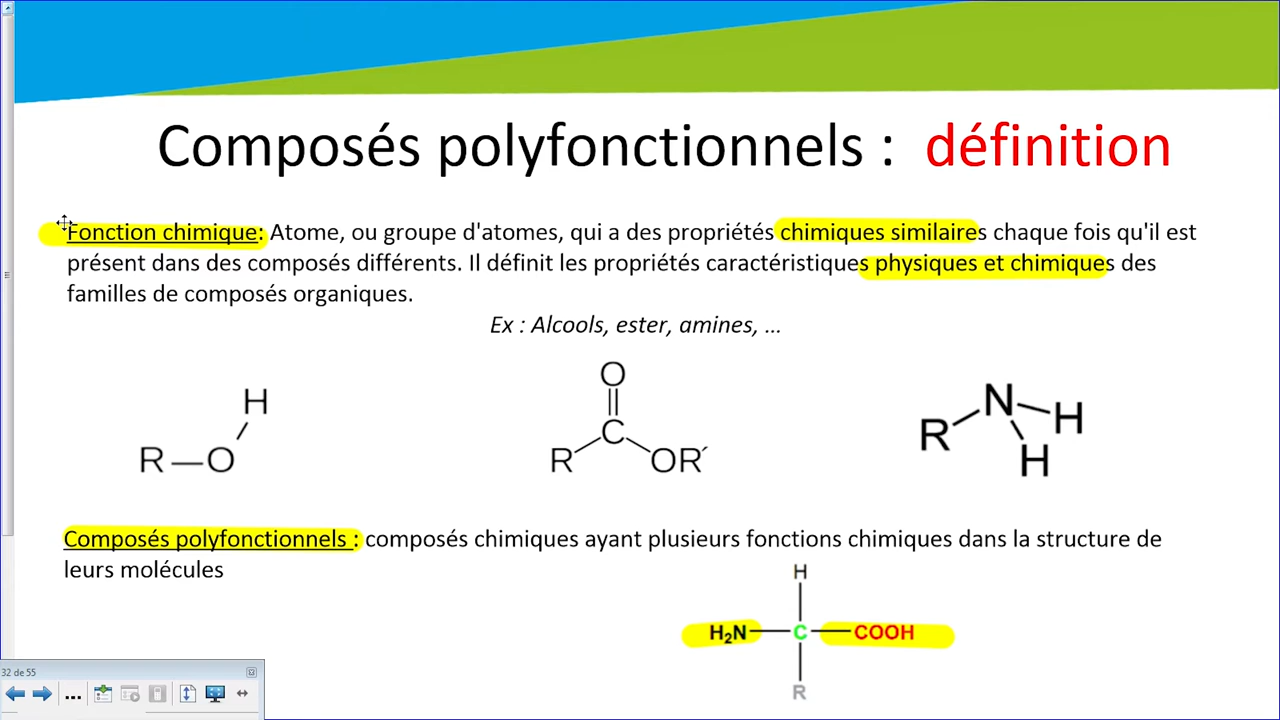 Composés polyfonctionnels : définition
Fonction chimique: Atome, ou groupe d'atomes, qui a des propriétés chimiques similaires chaque fois qu'il est
présent dans des composés différents. Il définit les propriétés caractéristiques physiques et chimiques des
familles de composés organiques.
Ex : Alcools, ester, amines, ...
H
R—O
O
C
R OR´
N
R H
H
Composés polyfonctionnels : composés chimiques ayant plusieurs fonctions chimiques dans la structure de
leurs molécules
H
H₂N C COOH
R
32 de 55